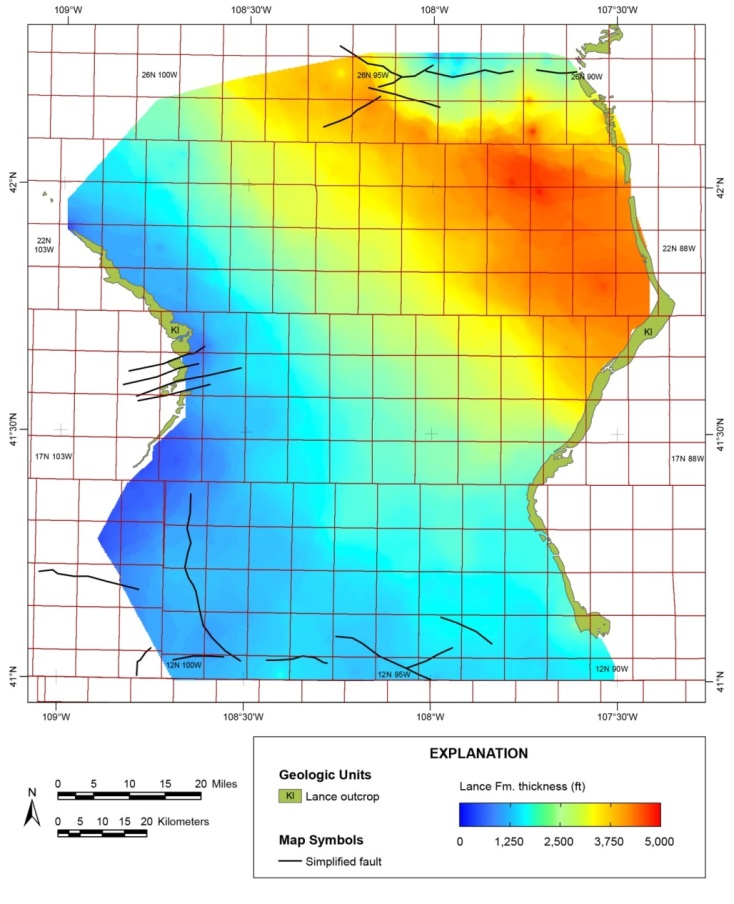 109°W 108°30'W 108°W 107°30'W
26N 100W 26N 95W 26N 90W
42°N 42°N
22N
103W
22N 88W
Kl Kl
41°30'N 41°30'N
17N 103W 17N 88W
12N 100W 12N 95W 12N 90W
41°N 41°N
109°W 108°30'W 108°W 107°30'W
EXPLANATION
Geologic Units
Kl Lance outcrop
Map Symbols
Simplified fault
Lance Fm. thickness (ft)
0 1,250 2,500 3,750 5,000
N
0 5 10 15 20 Miles
0 5 10 15 20 Kilometers